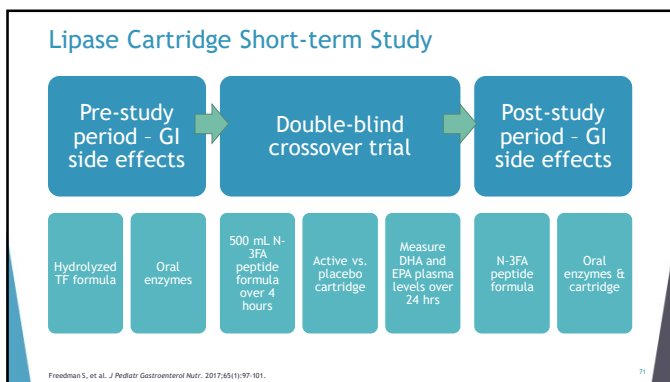 Lipase Cartridge Short-term Study
Pre-study
period – GI
side effects
Double-blind
crossover trial
Post-study
period – GI
side effects
Hydrolyzed
TF formula
Oral
enzymes
500 mL N-
3FA
peptide
formula
over 4
hours
Active vs.
placebo
cartridge
Measure
DHA and
EPA plasma
levels over
24 hrs
N-3FA
peptide
formula
Oral
enzymes &
cartridge
Freedman S, et al. J Pediatr Gastroenterol Nutr. 2017;65(1):97-101.
71